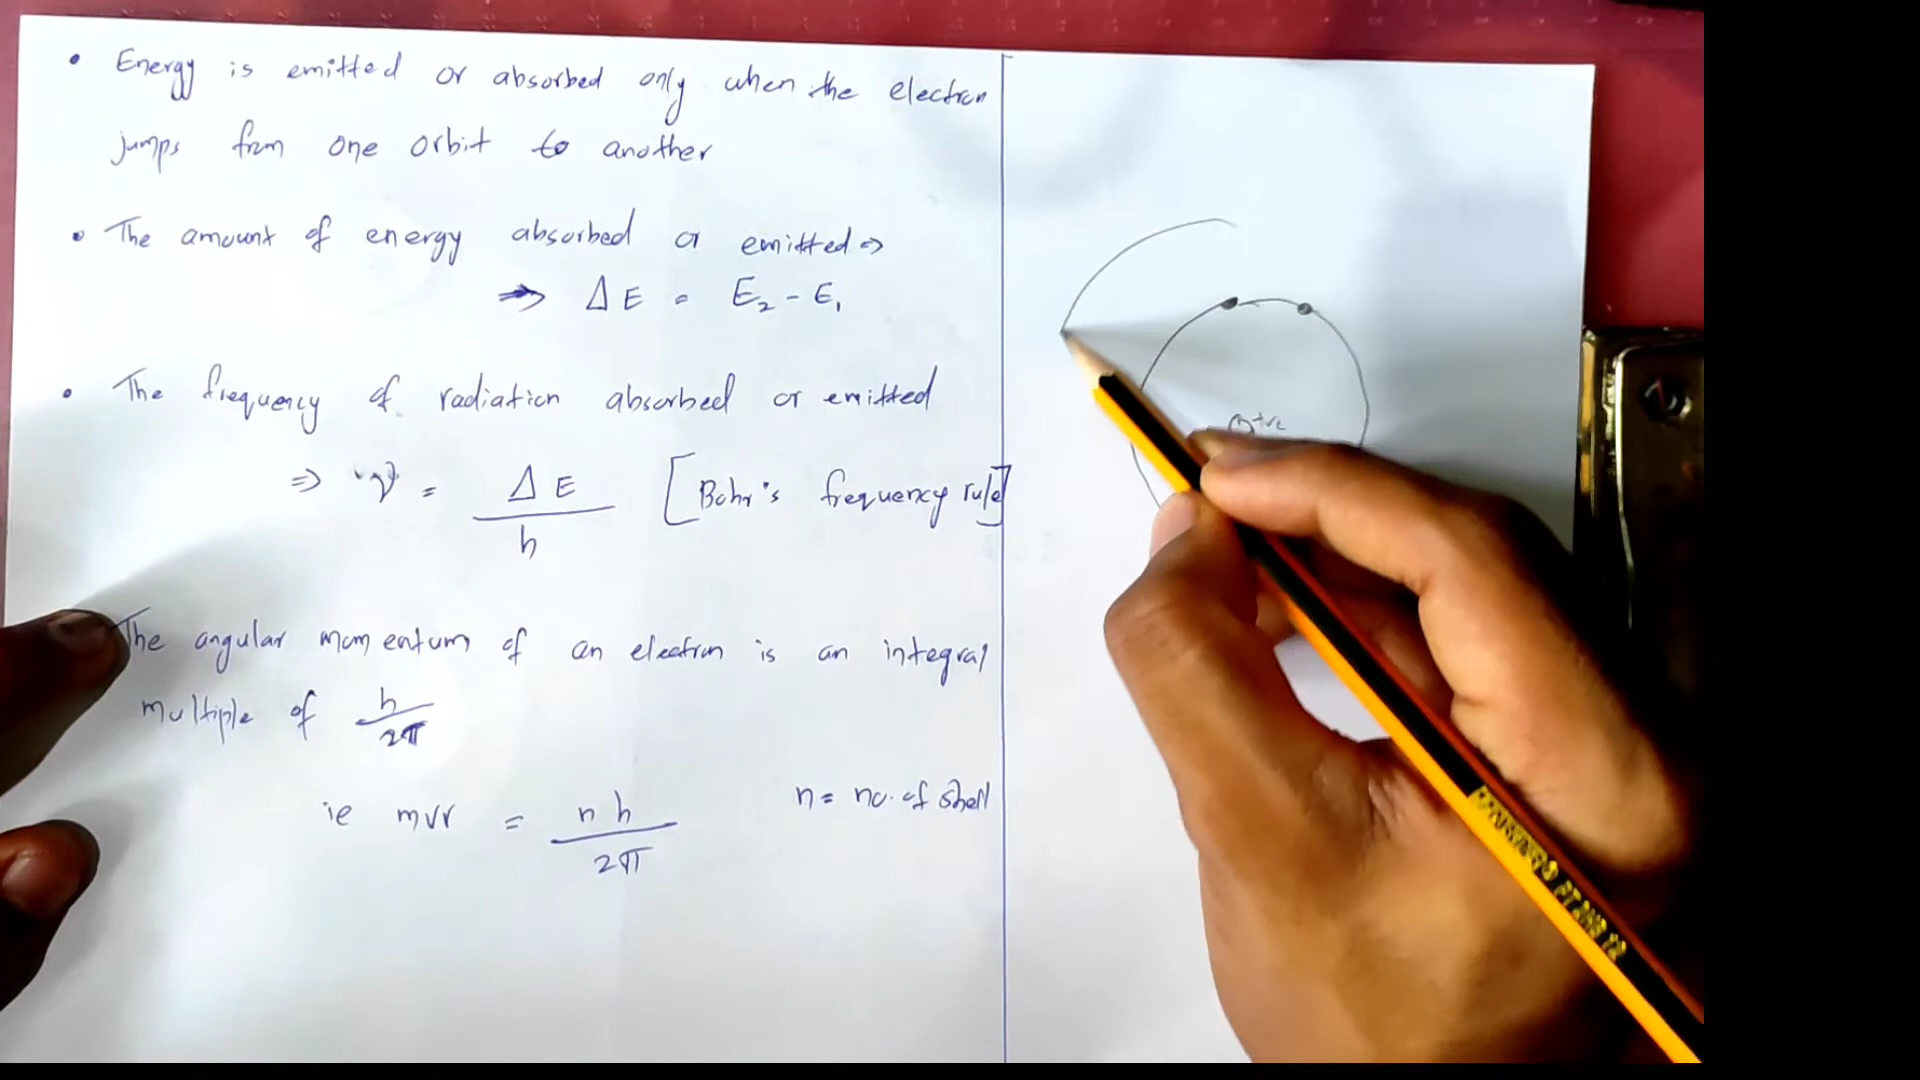 • Energy is emitted or absorbed only when the electron
jumps from one orbit to another
• The amount of energy absorbed or emitted ⇒
⇒ ΔE = E₂ - E₁
• The frequency of radiation absorbed or emitted
⇒ ν = ΔE / h [Bohr's frequency rule]
The angular momentum of an electron is an integral
multiple of h / 2π
ie mvr = nh / 2π n = no. of shell
+ve